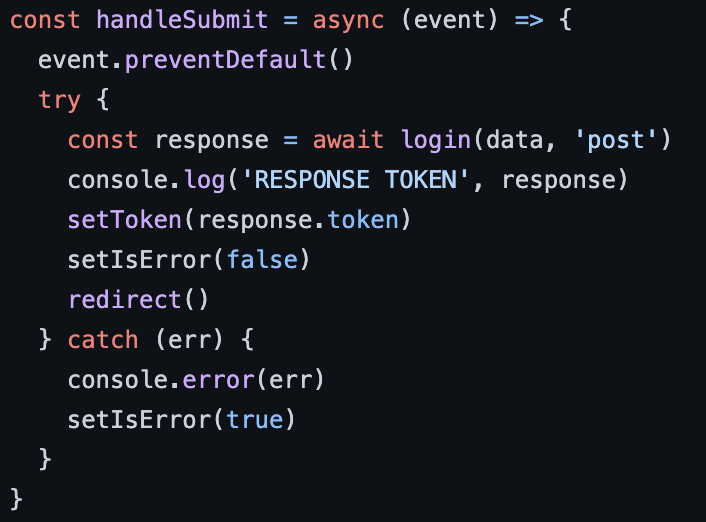 const handleSubmit = async (event) => {
  event.preventDefault()
  try {
    const response = await login(data, 'post')
    console.log('RESPONSE TOKEN', response)
    setToken(response.token)
    setIsError(false)
    redirect()
  } catch (err) {
    console.error(err)
    setIsError(true)
  }
}